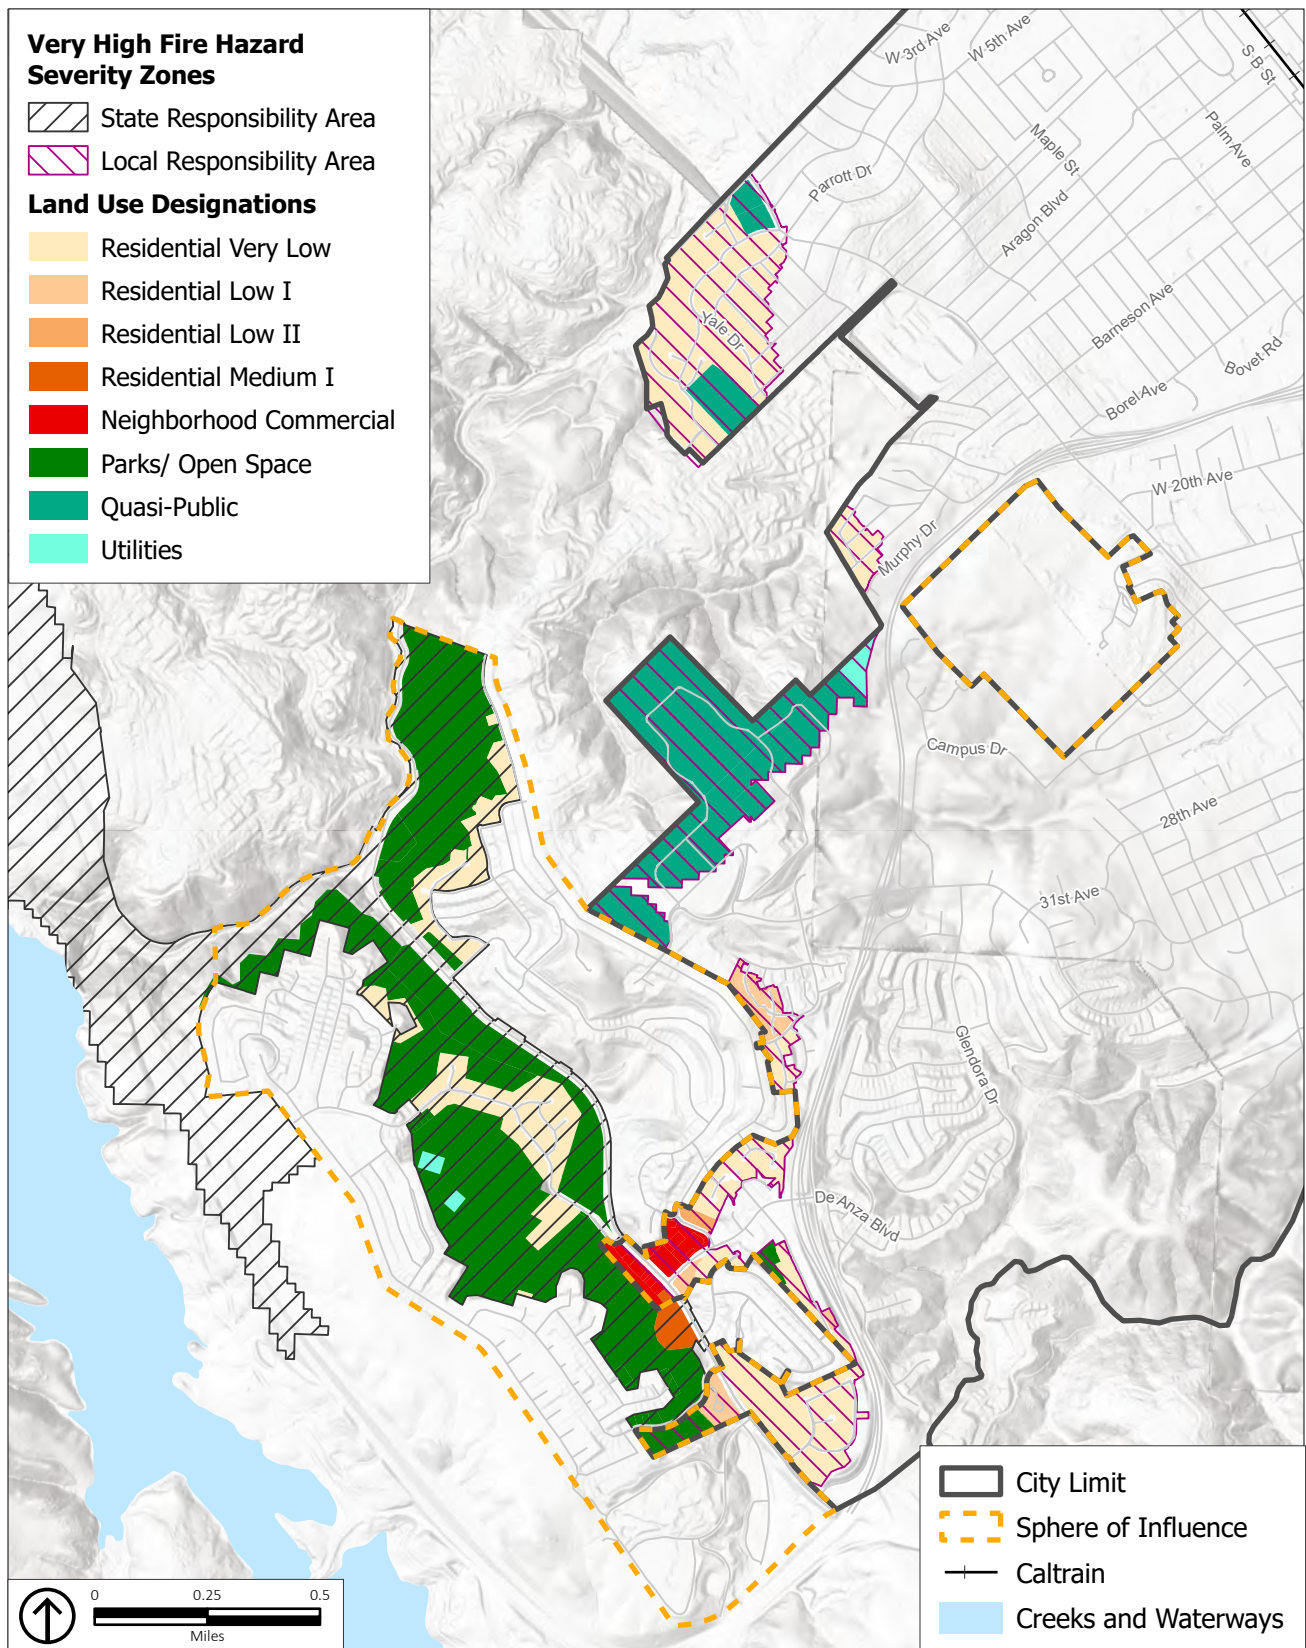 Very High Fire Hazard
Severity Zones
State Responsibility Area
Local Responsibility Area
Land Use Designations
Residential Very Low
Residential Low I
Residential Low II
Residential Medium I
Neighborhood Commercial
Parks/ Open Space
Quasi-Public
Utilities
W 3rd Ave
W 5th Ave
S B St
Palm Ave
Maple St
Parrott Dr
Aragon Blvd
Barneson Ave
Yale Dr
Bovet Rd
Borel Ave
W 20th Ave
Murphy Dr
Campus Dr
28th Ave
31st Ave
Glendora Dr
De Anza Blvd
City Limit
Sphere of Influence
Caltrain
Creeks and Waterways
0 0.25 0.5
Miles